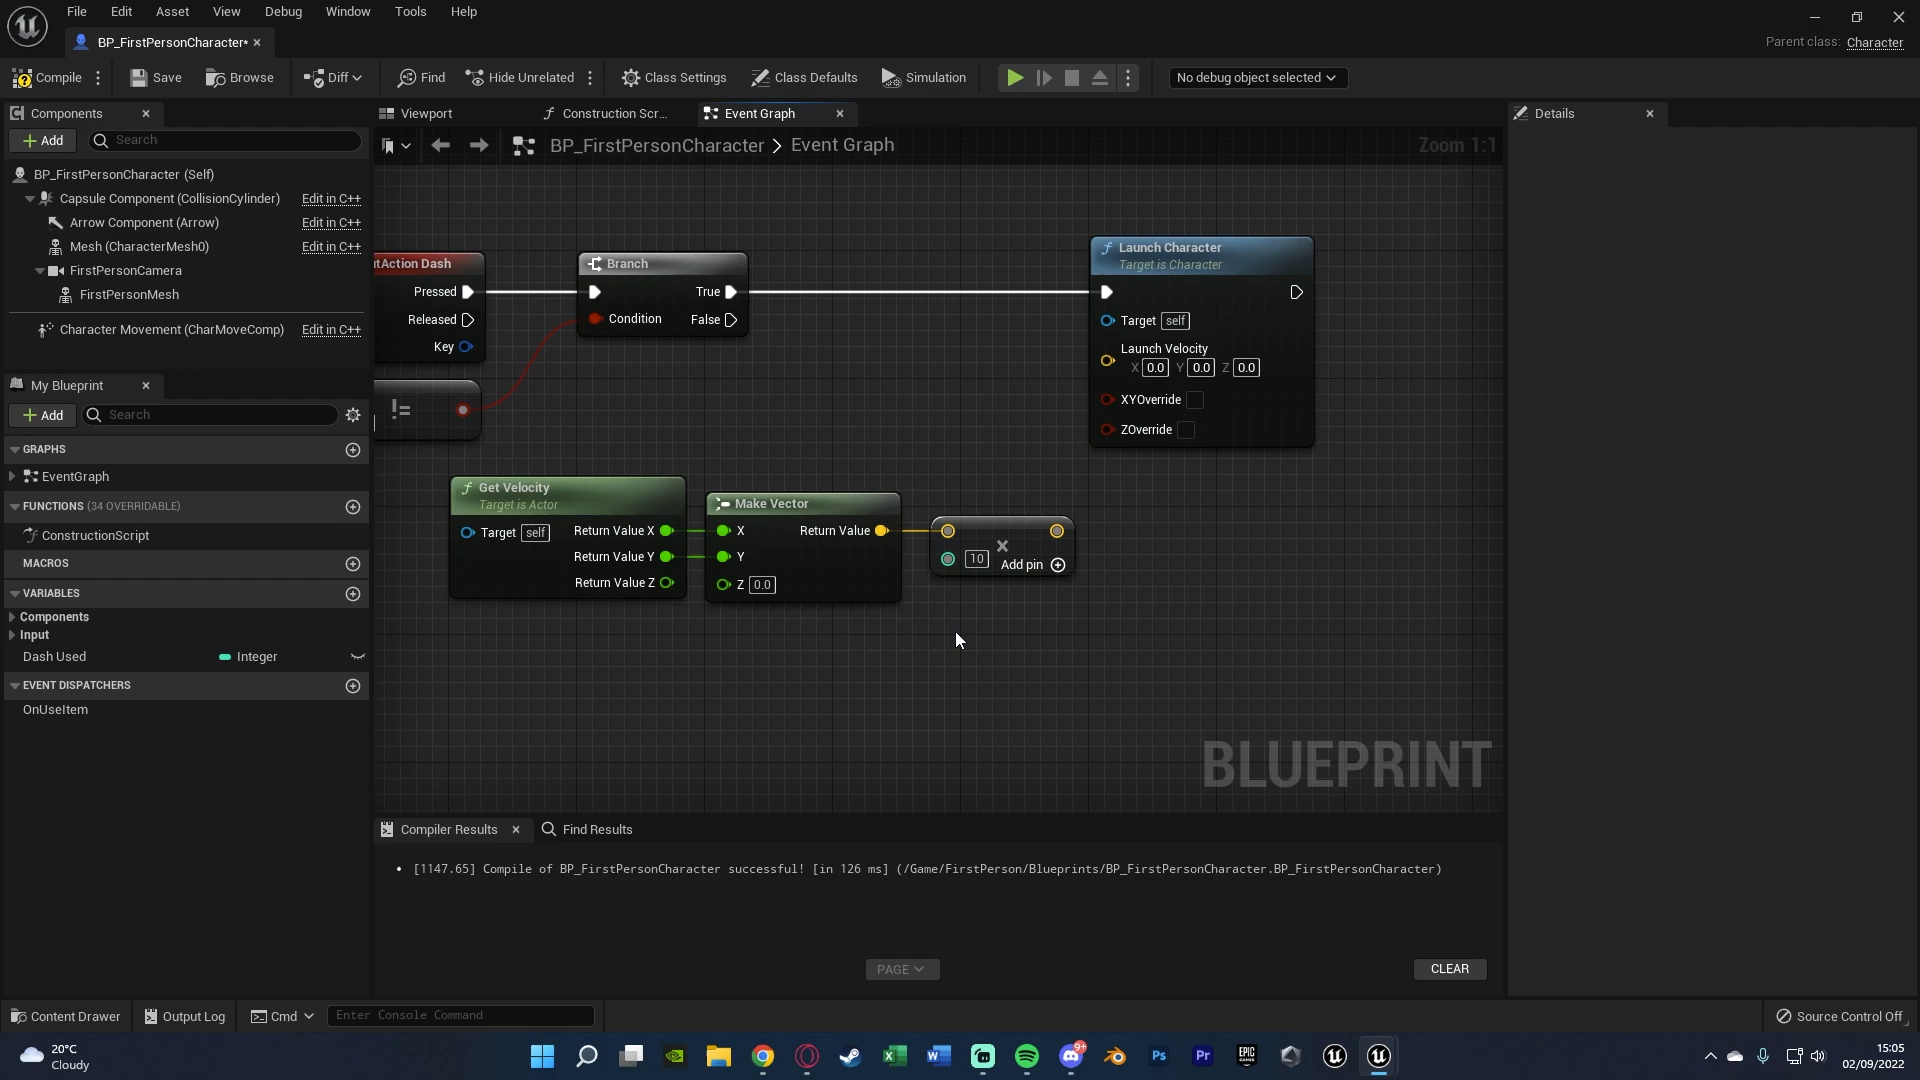 File Edit Asset View Debug Window Tools Help
BP_FirstPersonCharacter*
Parent class: Character
Compile Save Browse Diff Find Hide Unrelated Class Settings Class Defaults Simulation No debug object selected
Components Viewport Construction Scr... Event Graph Details
Add Search
BP_FirstPersonCharacter > Event Graph Zoom 1:1
BP_FirstPersonCharacter (Self)
Capsule Component (CollisionCylinder) Edit in C++
Arrow Component (Arrow) Edit in C++
Mesh (CharacterMesh0) Edit in C++
FirstPersonCamera
FirstPersonMesh
Character Movement (CharMoveComp) Edit in C++
My Blueprint
Add Search
GRAPHS
EventGraph
FUNCTIONS (34 OVERRIDABLE)
ConstructionScript
MACROS
VARIABLES
Components
Input
Dash Used Integer
EVENT DISPATCHERS
OnUseItem
tAction Dash
Pressed
Released
Key
!=
Branch
True
Condition False
Launch Character
Target is Character
Target self
Launch Velocity
X 0.0 Y 0.0 Z 0.0
XYOverride
ZOverride
Get Velocity
Target is Actor
Target self Return Value X
Return Value Y
Return Value Z
Make Vector
X Return Value
Y
Z 0.0
10 Add pin
BLUEPRINT
Compiler Results Find Results
• [1147.65] Compile of BP_FirstPersonCharacter successful! [in 126 ms] (/Game/FirstPerson/Blueprints/BP_FirstPersonCharacter.BP_FirstPersonCharacter)
PAGE CLEAR
Content Drawer Output Log Cmd Enter Console Command Source Control Off
20°C
Cloudy
Ps
Pr
EPIC
GAMES
9+
15:05
02/09/2022